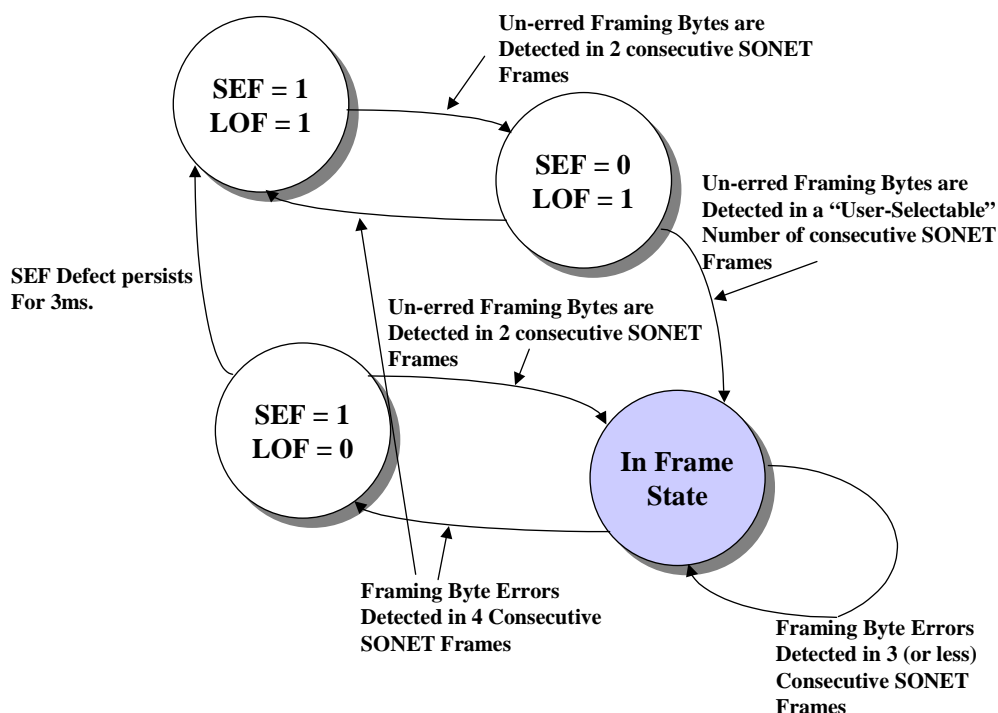 Un-erred Framing Bytes are
Detected in 2 consecutive SONET
Frames
SEF = 1
LOF = 1
SEF = 0
LOF = 1
Un-erred Framing Bytes are
Detected in a “User-Selectable”
Number of consecutive SONET
Frames
SEF Defect persists
For 3ms.
Un-erred Framing Bytes are
Detected in 2 consecutive SONET
Frames
SEF = 1
LOF = 0
In Frame
State
Framing Byte Errors
Detected in 4 Consecutive
SONET Frames
Framing Byte Errors
Detected in 3 (or less)
Consecutive SONET
Frames